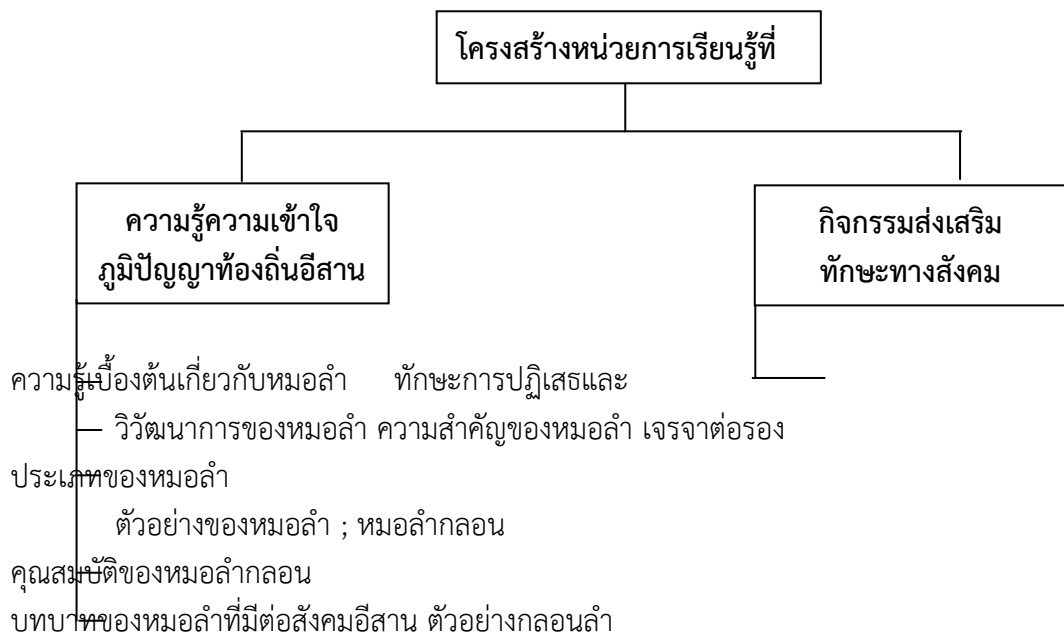 โครงสร้างหน่วยการเรียนรู้ที่
ความรู้ความเข้าใจ
ภูมิปัญญาท้องถิ่นอีสาน
กิจกรรมส่งเสริม
ทักษะทางสังคม
ความรู้เบื้องต้นเกี่ยวกับหมอลำ ทักษะการปฏิเสธและ
วิวัฒนาการของหมอลำ ความสำคัญของหมอลำ เจรจาต่อรอง
ประเภทของหมอลำ
ตัวอย่างของหมอลำ ; หมอลำกลอน
คุณสมบัติของหมอลำกลอน
บทบาทของหมอลำที่มีต่อสังคมอีสาน ตัวอย่างกลอนลำ